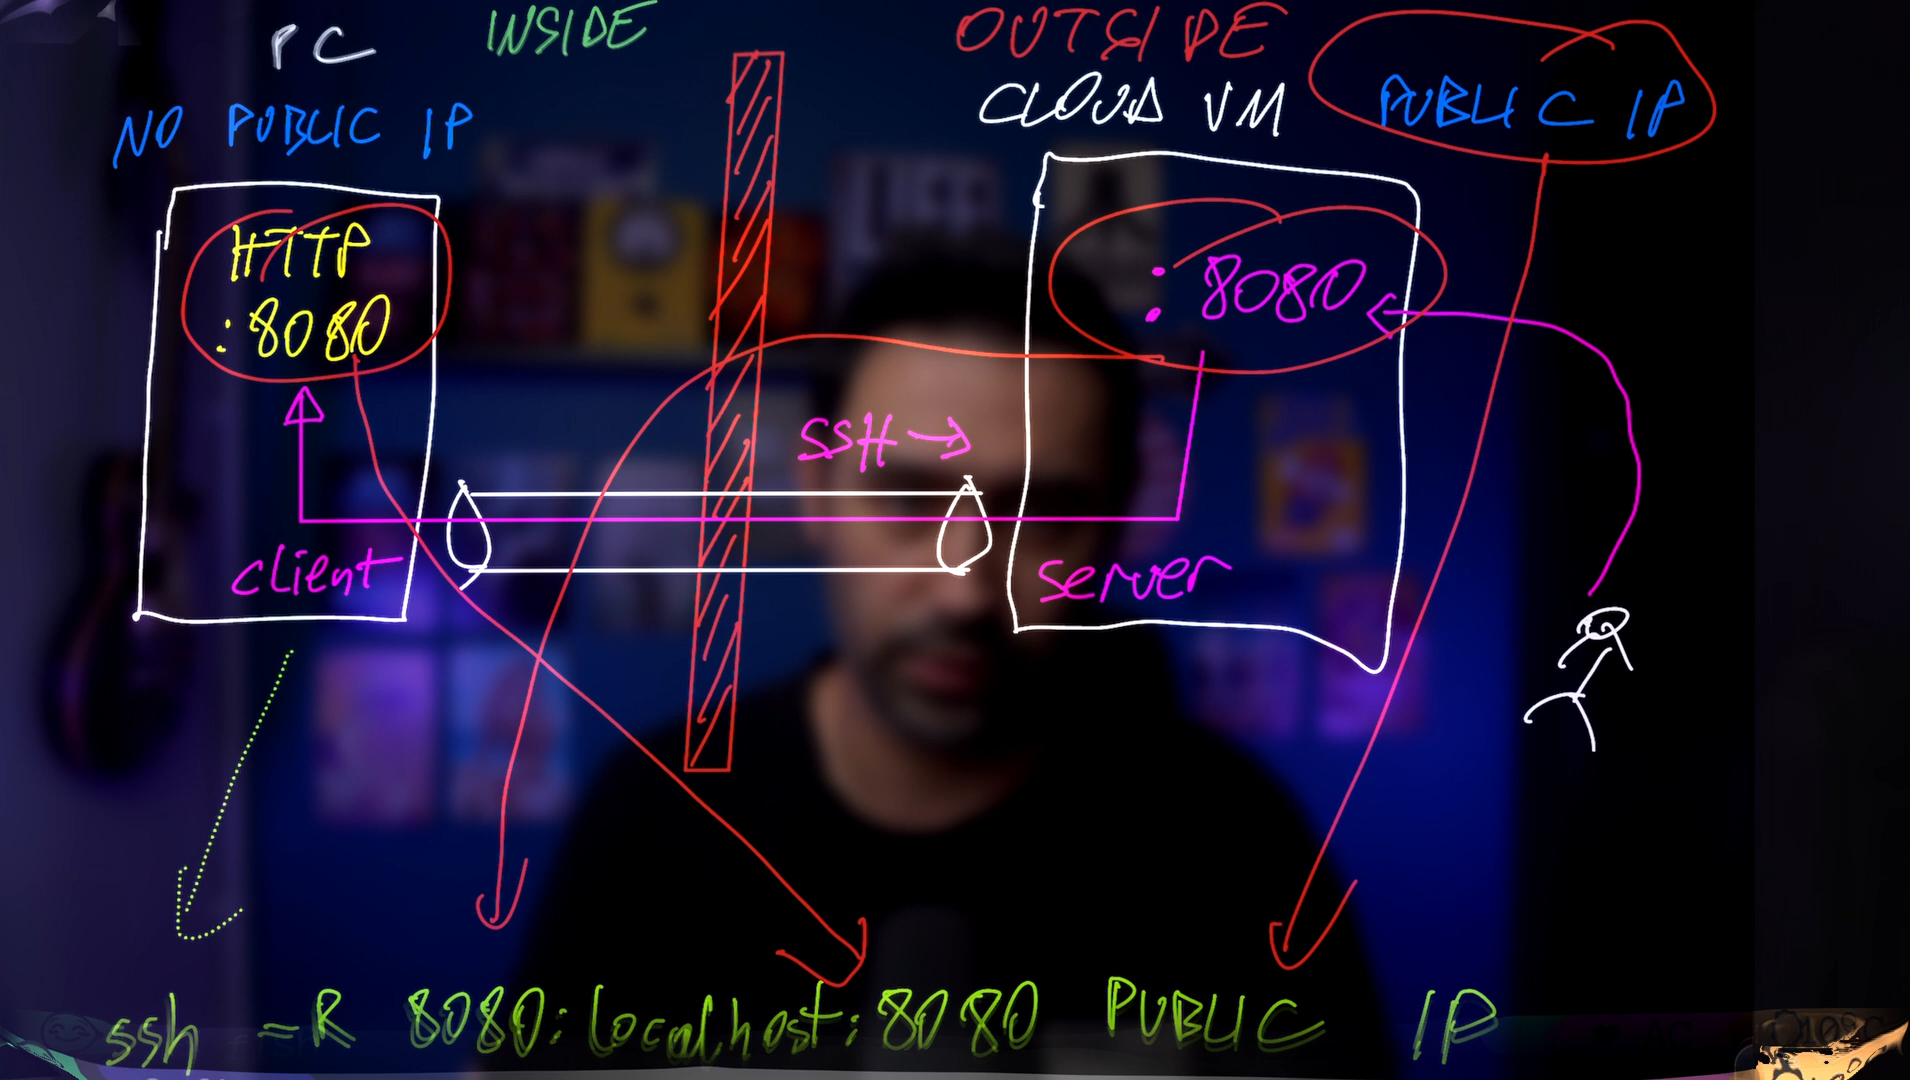 PC
INSIDE
OUTSIDE
NO PUBLIC IP
CLOUD VM
PUBLIC IP
HTTP
:8080
: 8080
SSH →
client
server
ssh -R 8080:localhost:8080 PUBLIC IP